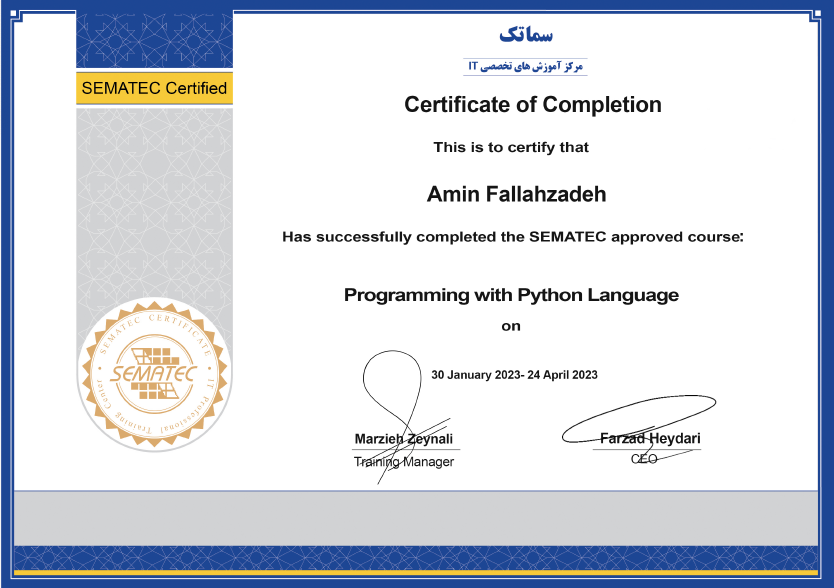 سماتک
مرکز آموزش های تخصصی IT
SEMATEC Certified
Certificate of Completion
This is to certify that
Amin Fallahzadeh
Has successfully completed the SEMATEC approved course:
Programming with Python Language
on
30 January 2023- 24 April 2023
Marzieh Zeynali
Training Manager
Farzad Heydari
CEO
SEMATEC CERTIFICATE
SEMATEC
IT Professional Training Center